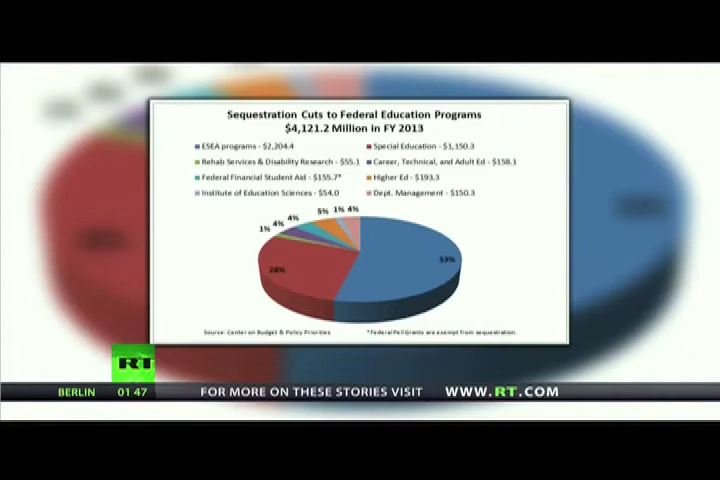 Sequestration Cuts to Federal Education Programs
$4,121.2 Million in FY 2013
ESEA programs - $2,204.4
Special Education - $1,150.3
Rehab Services & Disability Research - $55.1
Career, Technical, and Adult Ed - $158.1
Federal Financial Student Aid - $155.7*
Higher Ed - $193.3
Institute of Education Sciences - $54.0
Dept. Management - $150.3
1% 4% 4% 5% 1% 4%
53%
28%
Source: Center on Budget & Policy Priorities
*Federal Pell Grants are exempt from sequestration.
RT
BERLIN 01 47 FOR MORE ON THESE STORIES VISIT WWW.RT.COM